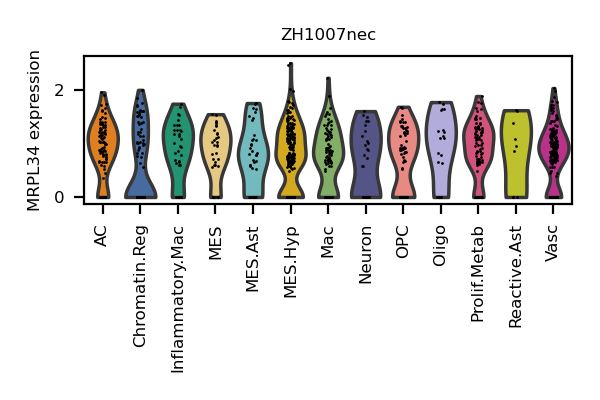 ZH1007nec
MRPL34 expression
2
0
AC
Chromatin.Reg
Inflammatory.Mac
MES
MES.Ast
MES.Hyp
Mac
Neuron
OPC
Oligo
Prolif.Metab
Reactive.Ast
Vasc